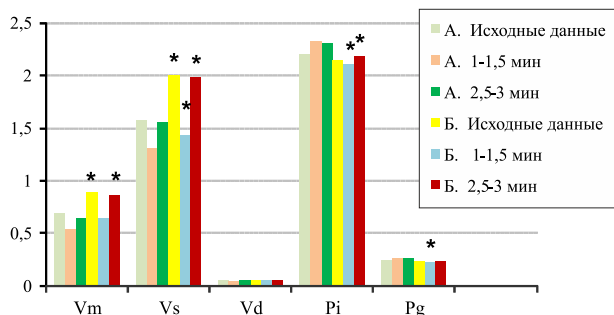 2,5
2
1,5
1
0,5
0
* * * * * * * *
Vm Vs Vd Pi Pg
А. Исходные данные
А. 1-1,5 мин
А. 2,5-3 мин
Б. Исходные данные
Б. 1-1,5 мин
Б. 2,5-3 мин